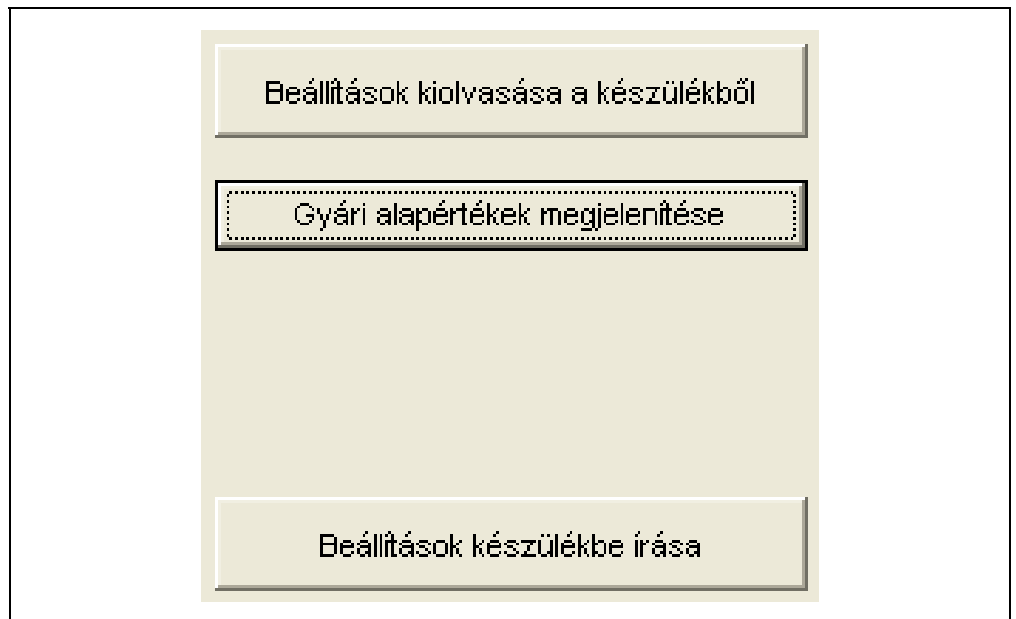 Beállítások kiolvasása a készülékből
Gyári alapértékek megjelenítése
Beállítások készülékbe írása